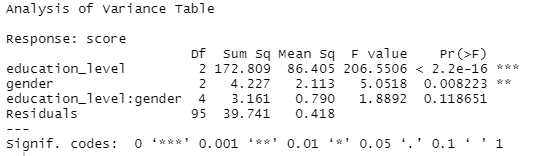 Analysis of Variance Table
Response: score
Df Sum Sq Mean Sq F value Pr(>F)
education_level 2 172.809 86.405 206.5506 < 2.2e-16 ***
gender 2 4.227 2.113 5.0518 0.008223 **
education_level:gender 4 3.161 0.790 1.8892 0.118651
Residuals 95 39.741 0.418
---
Signif. codes: 0 ‘***’ 0.001 ‘**’ 0.01 ‘*’ 0.05 ‘.’ 0.1 ‘ ’ 1